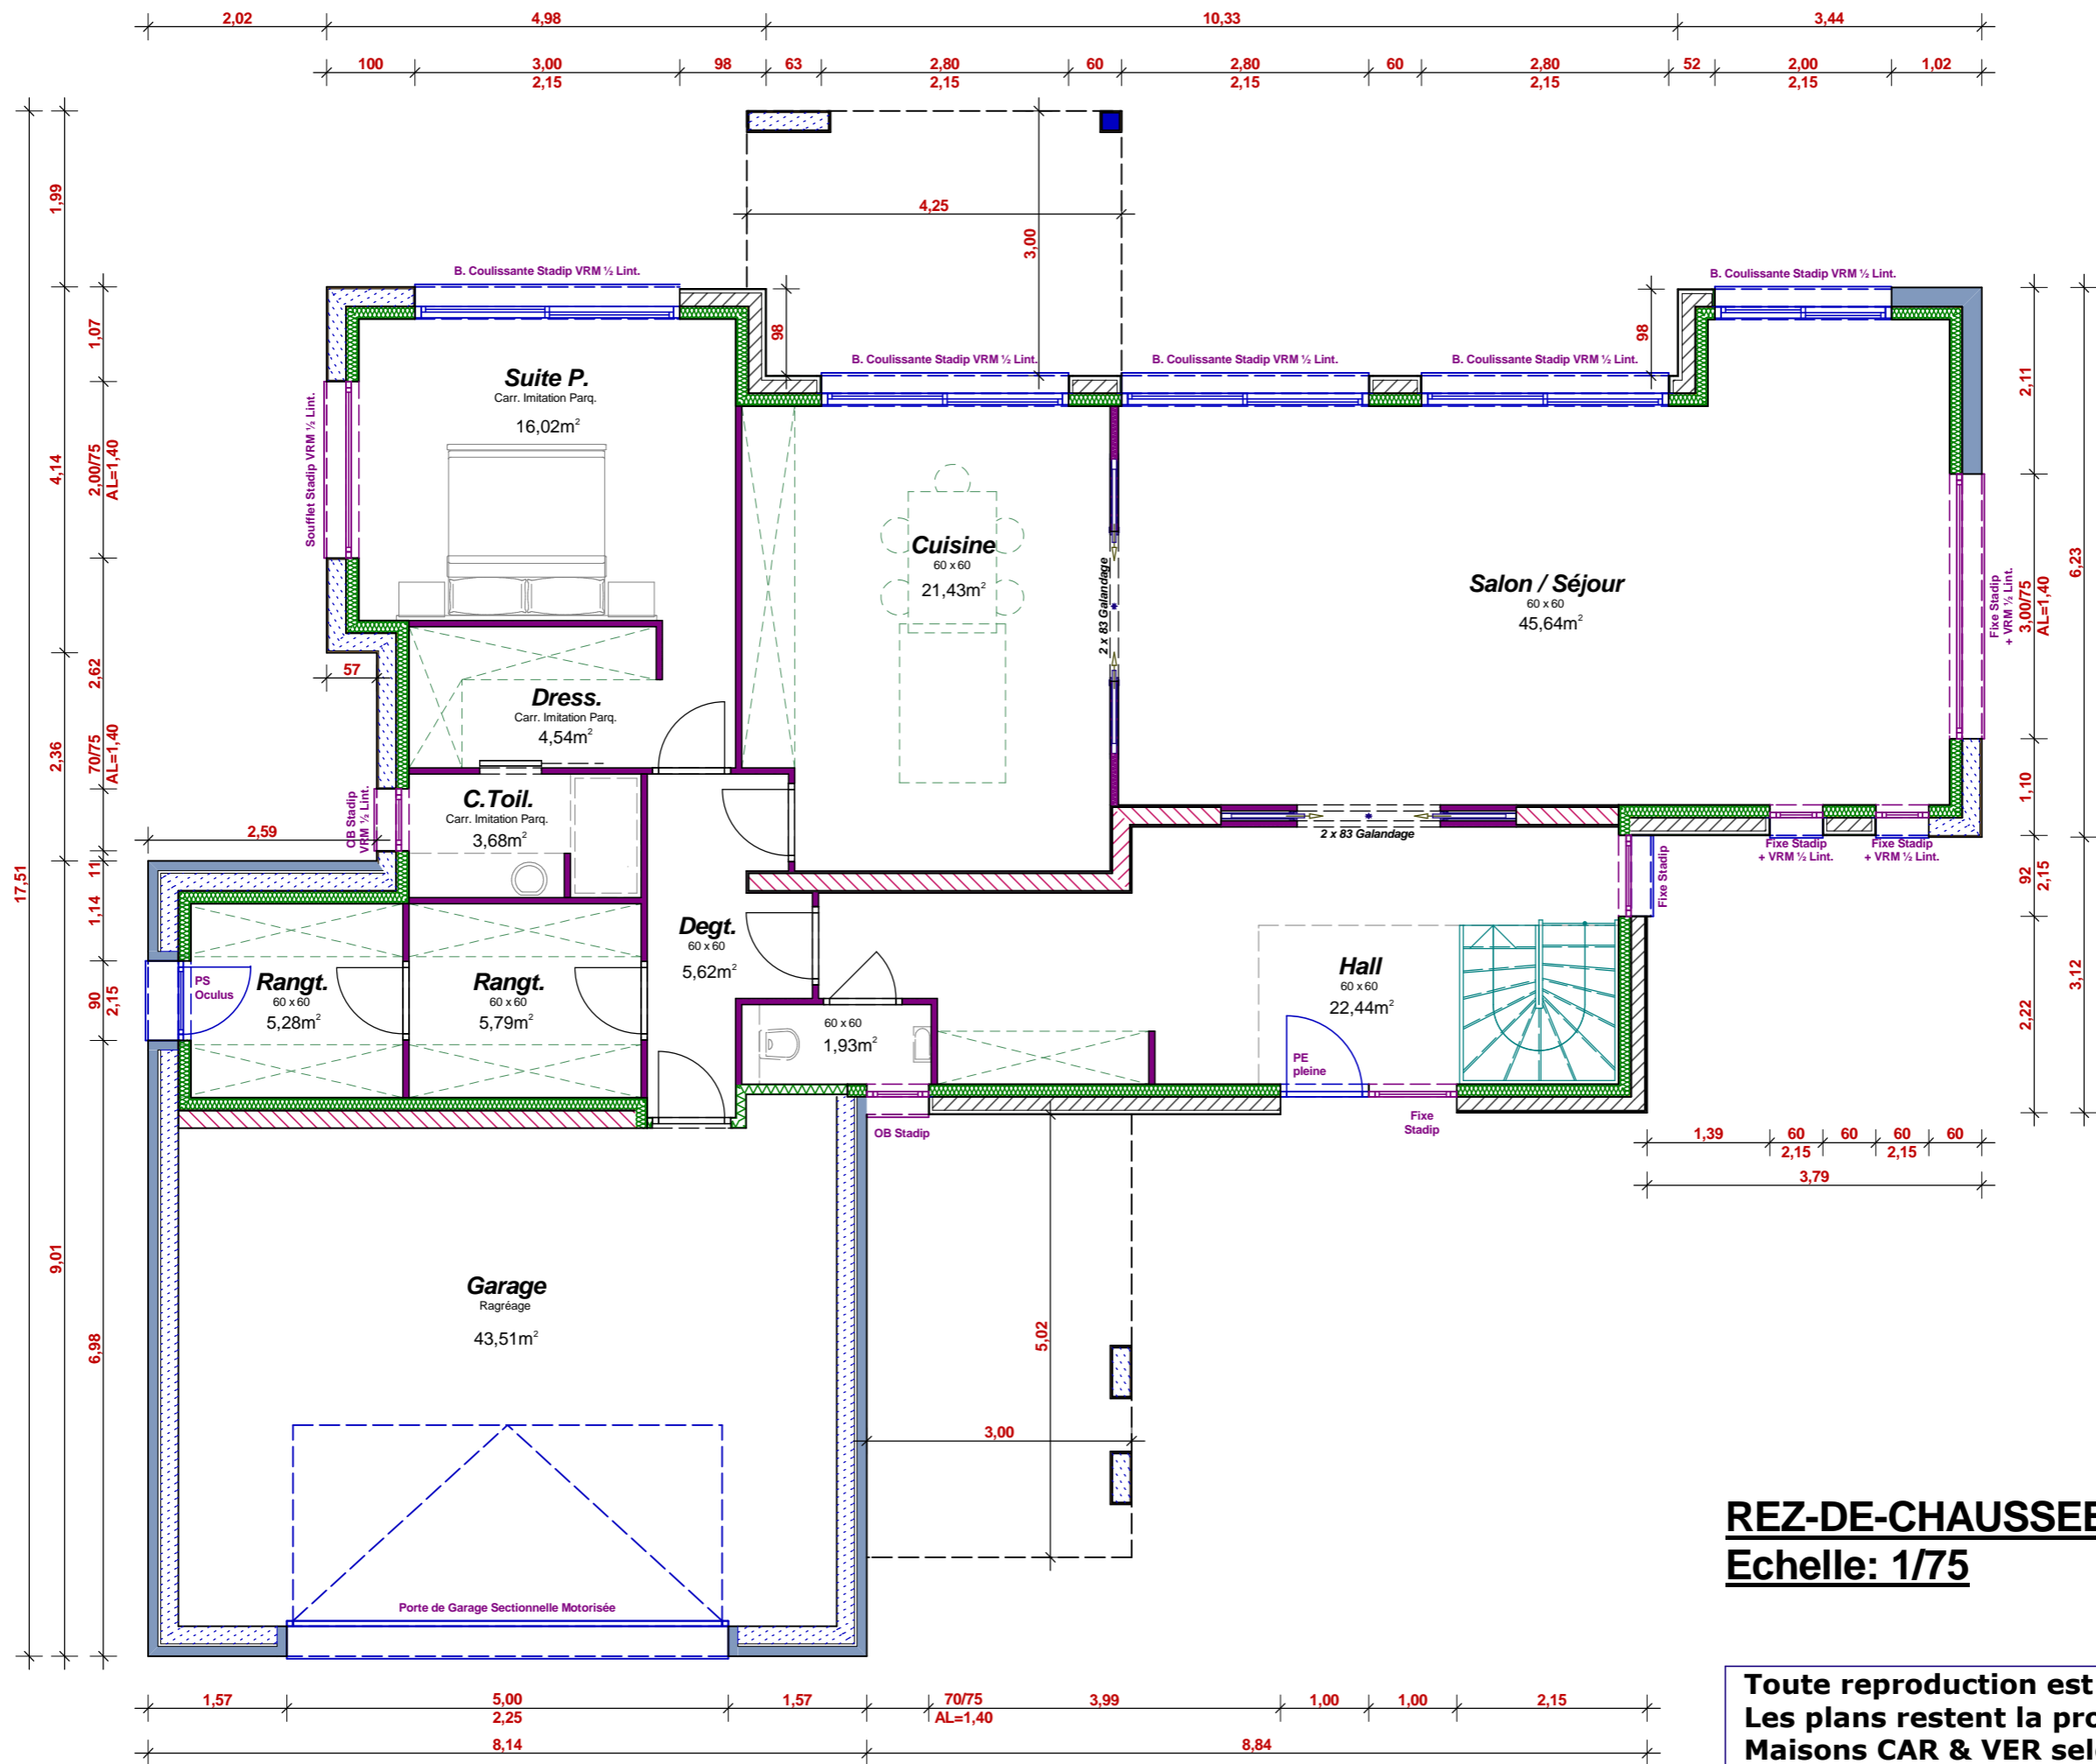 2,02 4,98 10,33 3,44
100 3,00 98 63 2,80 60 2,80 60 2,80 52 2,00 1,02
2,15 2,15 2,15 2,15 2,15
1,99
4,25
3,00
B. Coulissante Stadip VRM ½ Lint.
B. Coulissante Stadip VRM ½ Lint.
98
98
B. Coulissante Stadip VRM ½ Lint.
B. Coulissante Stadip VRM ½ Lint.
B. Coulissante Stadip VRM ½ Lint.
1,07
2,11
Suite P.
Carr. Imitation Parq.
16,02m²
Soufflet Stadip VRM ½ Lint.
4,14
2,00/75
AL=1,40
Cuisine
60 x 60
21,43m²
2 x 83 Galandage
Salon / Séjour
60 x 60
45,64m²
Fixe Stadip
+ VRM ½ Lint.
3,00/75
AL=1,40
6,23
57
2,62
Dress.
Carr. Imitation Parq.
4,54m²
2,36
70/75
AL=1,40
OB Stadip
VRM ½ Lint.
C.Toil.
Carr. Imitation Parq.
3,68m²
2,59
1,10
2 x 83 Galandage
Fixe Stadip
+ VRM ½ Lint.
Fixe Stadip
+ VRM ½ Lint.
Fixe Stadip
92
2,15
17,51
11
1,14
90
2,15
PS
Oculus
Rangt.
60 x 60
5,28m²
Rangt.
60 x 60
5,79m²
Degt.
60 x 60
5,62m²
60 x 60
1,93m²
Hall
60 x 60
22,44m²
PE
pleine
2,22
3,12
OB Stadip
Fixe
Stadip
1,39 60 60 60 60
2,15 2,15
3,79
9,01
6,98
Garage
Ragréage
43,51m²
5,02
3,00
Porte de Garage Sectionnelle Motorisée
REZ-DE-CHAUSSEE
Echelle: 1/75
1,57 5,00 1,57 70/75 3,99 1,00 1,00 2,15
2,25 AL=1,40
8,14 8,84
Toute reproduction est
Les plans restent la pro
Maisons CAR & VER selo